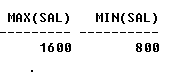 MAX(SAL) MIN(SAL)
--------- ---------
1600 800
.